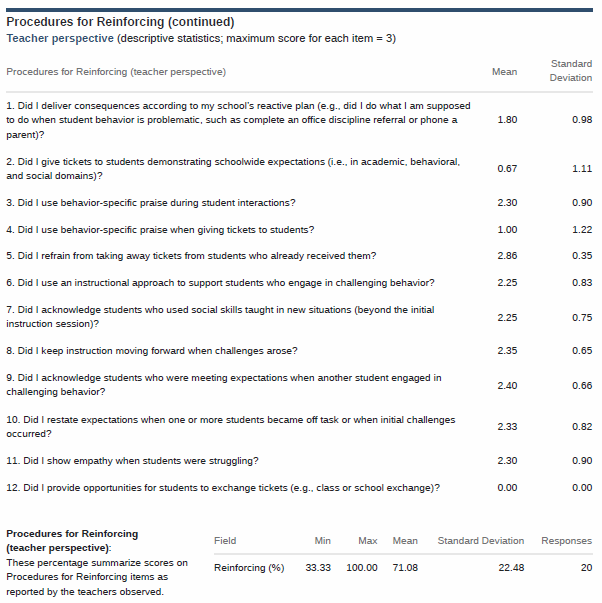 Procedures for Reinforcing (continued)
Teacher perspective (descriptive statistics; maximum score for each item = 3)
Procedures for Reinforcing (teacher perspective) Mean Standard Deviation
1. Did I deliver consequences according to my school's reactive plan (e.g., did I do what I am supposed
to do when student behavior is problematic, such as complete an office discipline referral or phone a 1.80 0.98
parent)?
2. Did I give tickets to students demonstrating schoolwide expectations (i.e., in academic, behavioral,
and social domains)? 0.67 1.11
3. Did I use behavior-specific praise during student interactions? 2.30 0.90
4. Did I use behavior-specific praise when giving tickets to students? 1.00 1.22
5. Did I refrain from taking away tickets from students who already received them? 2.86 0.35
6. Did I use an instructional approach to support students who engage in challenging behavior? 2.25 0.83
7. Did I acknowledge students who used social skills taught in new situations (beyond the initial
instruction session)? 2.25 0.75
8. Did I keep instruction moving forward when challenges arose? 2.35 0.65
9. Did I acknowledge students who were meeting expectations when another student engaged in
challenging behavior? 2.40 0.66
10. Did I restate expectations when one or more students became off task or when initial challenges
occurred? 2.33 0.82
11. Did I show empathy when students were struggling? 2.30 0.90
12. Did I provide opportunities for students to exchange tickets (e.g., class or school exchange)? 0.00 0.00
Procedures for Reinforcing
(teacher perspective):
These percentage summarize scores on
Procedures for Reinforcing items as
reported by the teachers observed.
Field Min Max Mean Standard Deviation Responses
Reinforcing (%) 33.33 100.00 71.08 22.48 20